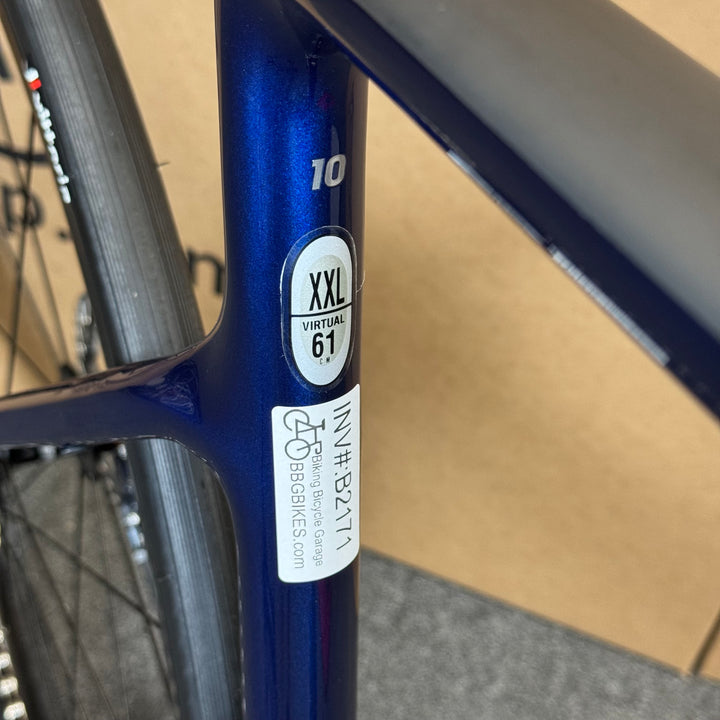 10
XXL
VIRTUAL
61
CM
INV#:B2171
Biking Bicycle Garage
BBGBIKES.com